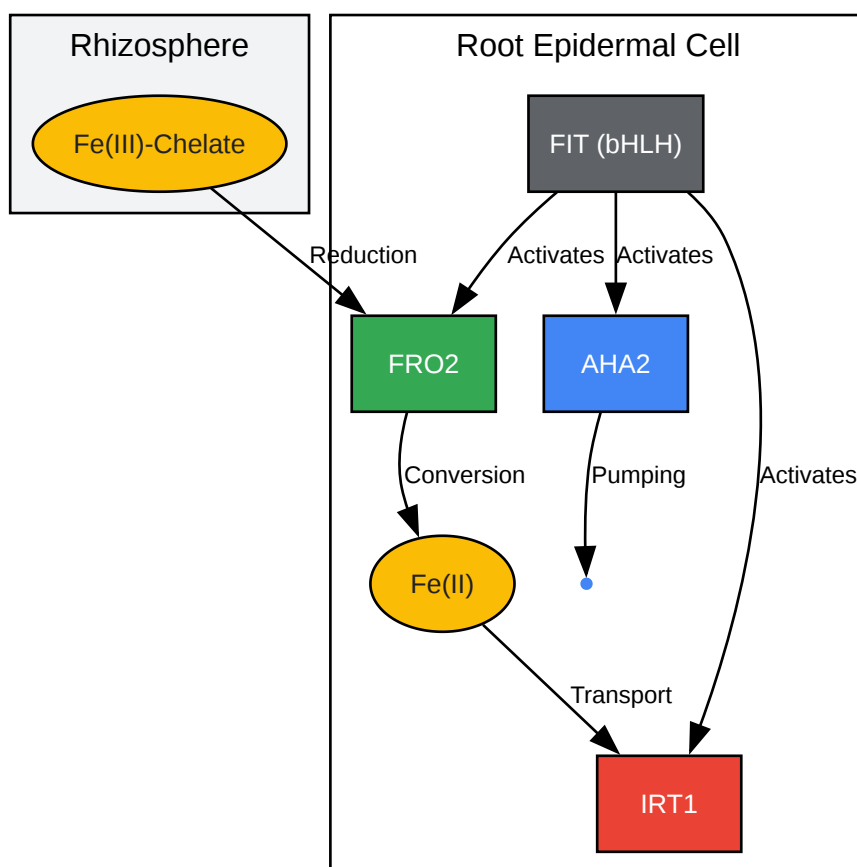 Rhizosphere
Root Epidermal Cell
Fe(III)-Chelate
FIT (bHLH)
Reduction
Activates
Activates
FRO2
AHA2
Conversion
Pumping
Activates
Fe(II)
Transport
IRT1